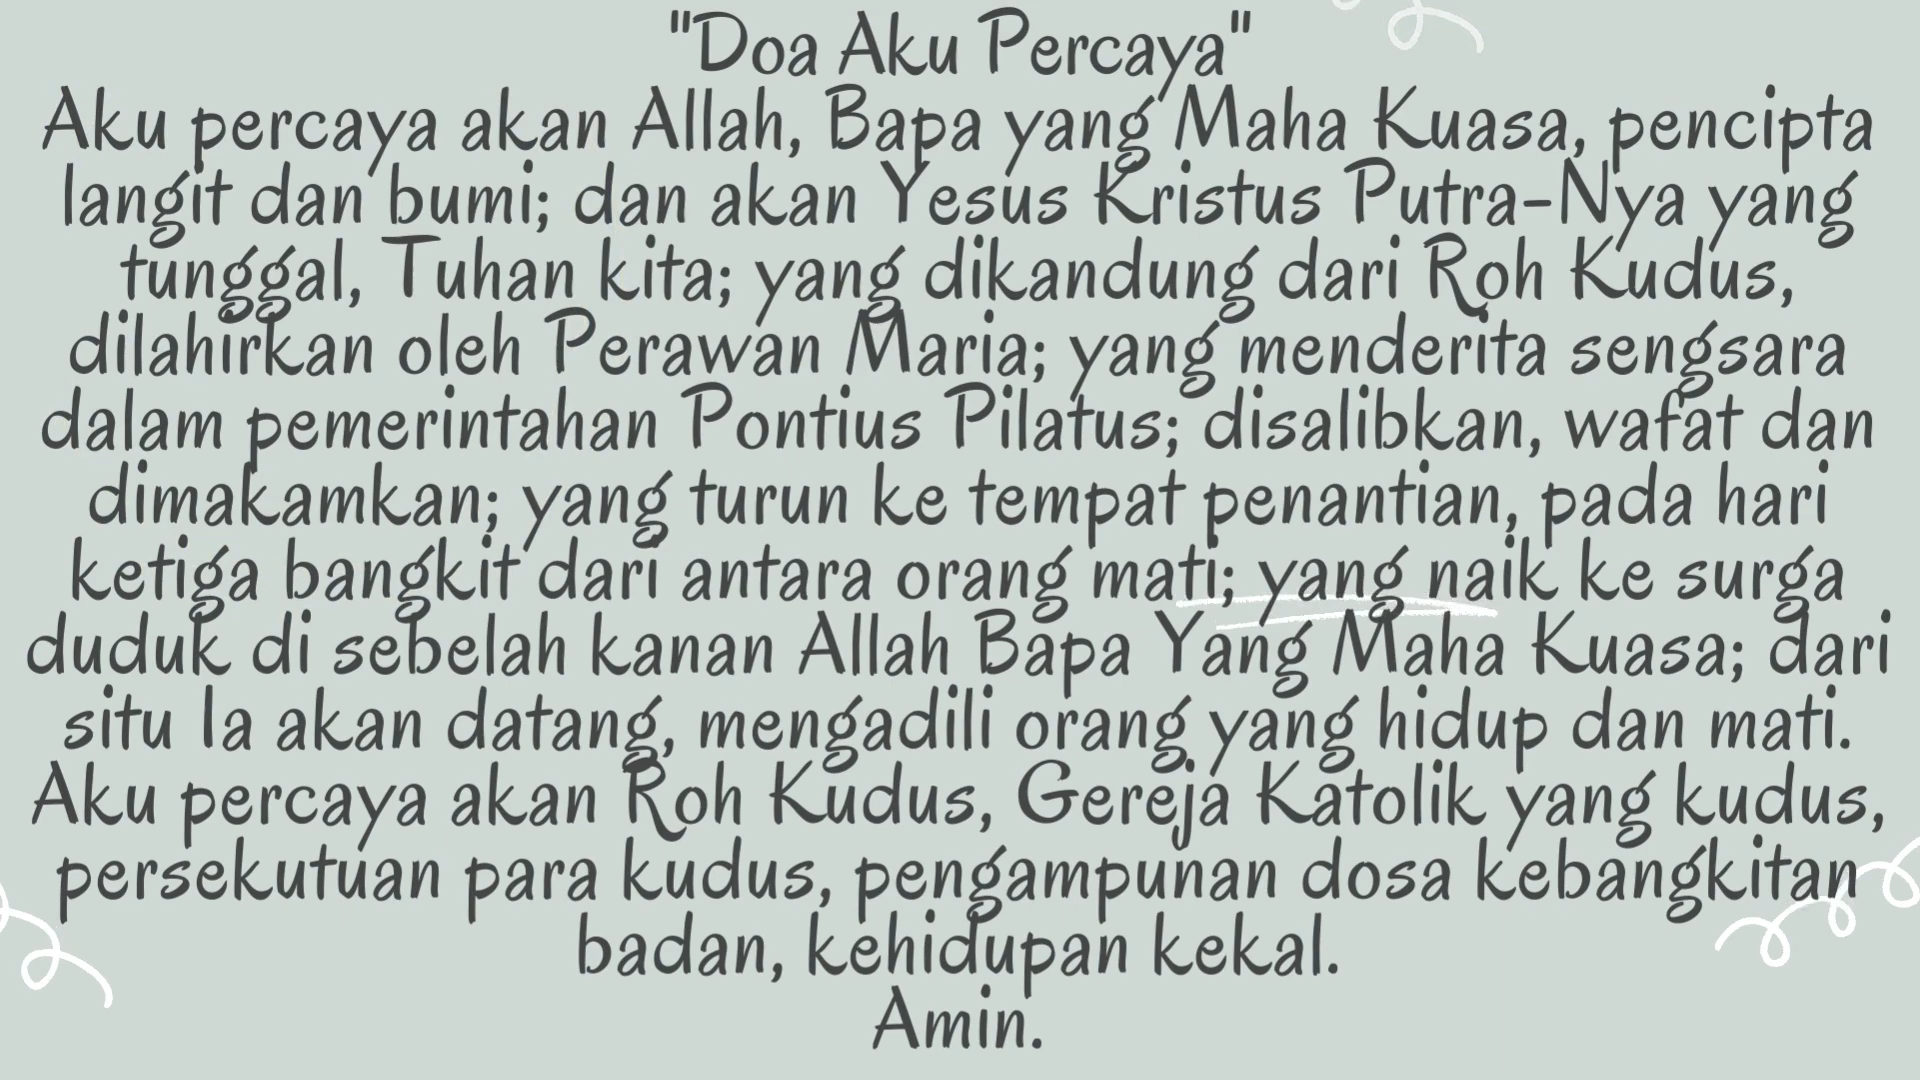 "Doa Aku Percaya"
Aku percaya akan Allah, Bapa yang Maha Kuasa, pencipta
langit dan bumi; dan akan Yesus Kristus Putra-Nya yang
tunggal, Tuhan kita; yang dikandung dari Roh Kudus,
dilahirkan oleh Perawan Maria; yang menderita sengsara
dalam pemerintahan Pontius Pilatus; disalibkan, wafat dan
dimakamkan; yang turun ke tempat penantian, pada hari
ketiga bangkit dari antara orang mati; yang naik ke surga
duduk di sebelah kanan Allah Bapa Yang Maha Kuasa; dari
situ Ia akan datang, mengadili orang yang hidup dan mati.
Aku percaya akan Roh Kudus, Gereja Katolik yang kudus,
persekutuan para kudus, pengampunan dosa kebangkitan
badan, kehidupan kekal.
Amin.